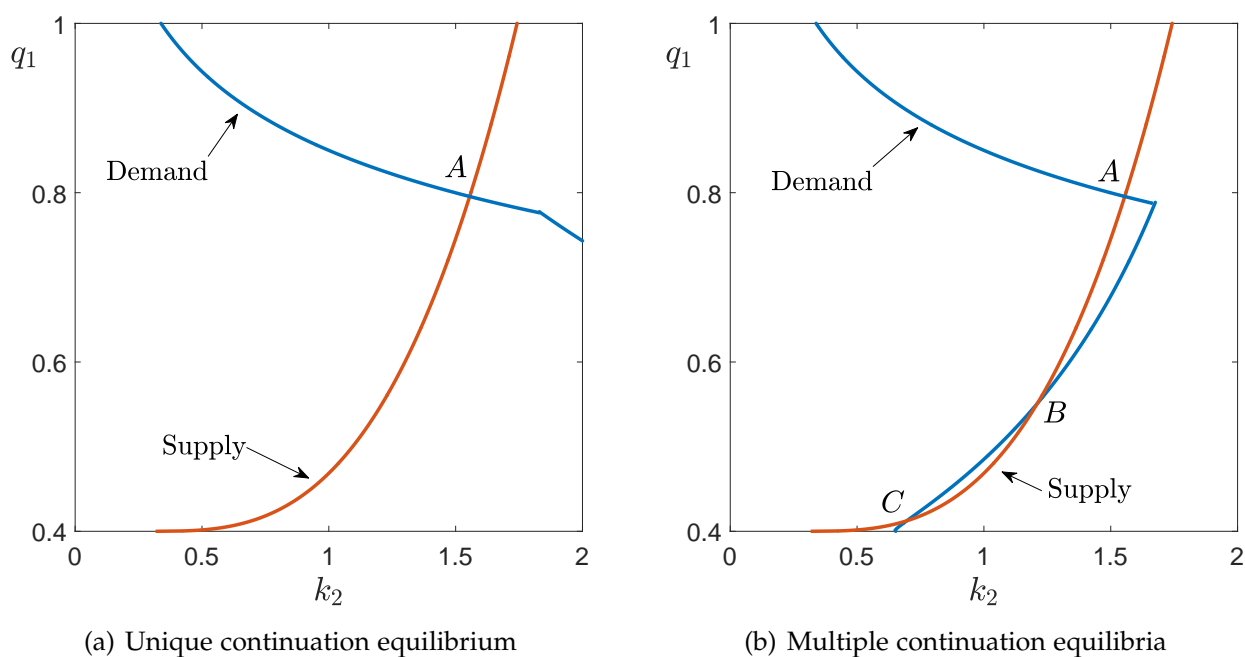 1
q₁
Demand
A
0.8
0.6
Supply
0.4
0
0.5
1
1.5
2
k₂
(a) Unique continuation equilibrium
1
q₁
Demand
A
0.8
0.6
B
C
Supply
0.4
0
0.5
1
1.5
2
k₂
(b) Multiple continuation equilibria